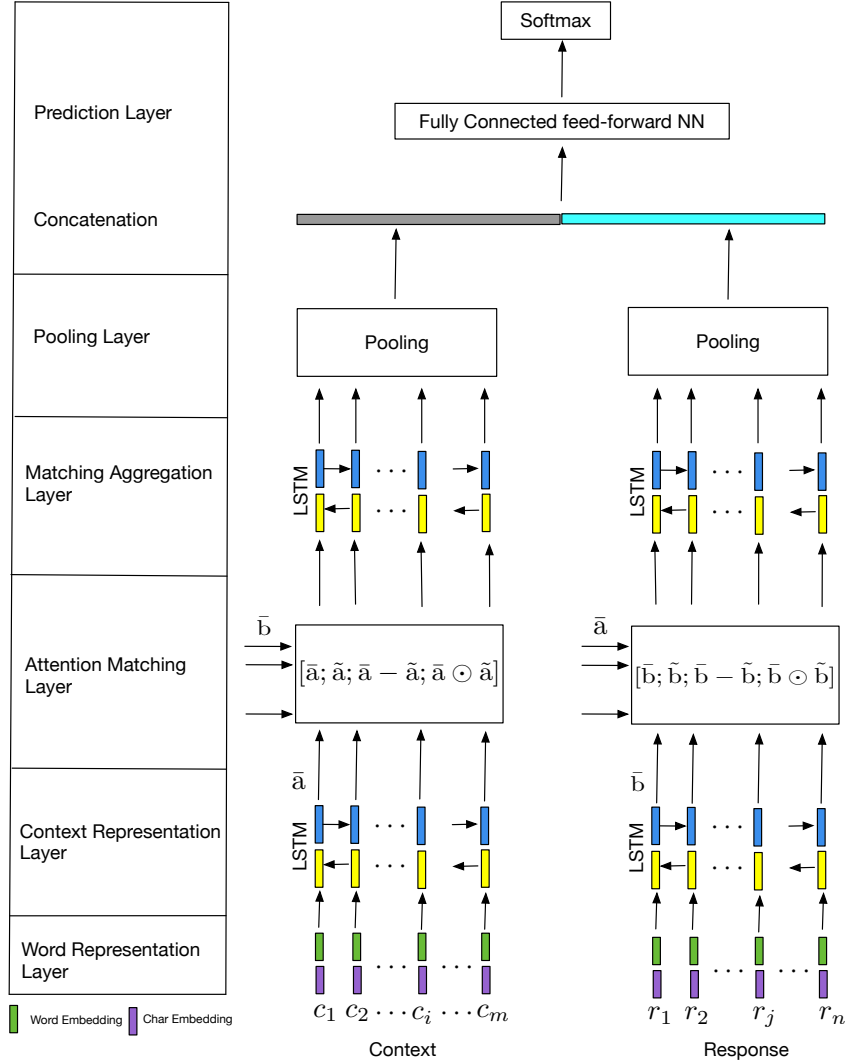 Softmax
Prediction Layer
Fully Connected feed-forward NN
Concatenation
Pooling Layer
Pooling
Pooling
Matching Aggregation
Layer
LSTM
...
...
LSTM
...
...
b̄
ā
Attention Matching
Layer
[ā; ã; ā − ã; ā ⊙ ã]
[b̄; b̃; b̄ − b̃; b̄ ⊙ b̃]
ā
b̄
Context Representation
Layer
LSTM
...
...
LSTM
...
...
Word Representation
Layer
... ...
... ...
Word Embedding
Char Embedding
c₁ c₂ ... cᵢ ... cₘ
r₁ r₂ rⱼ rₙ
Context
Response